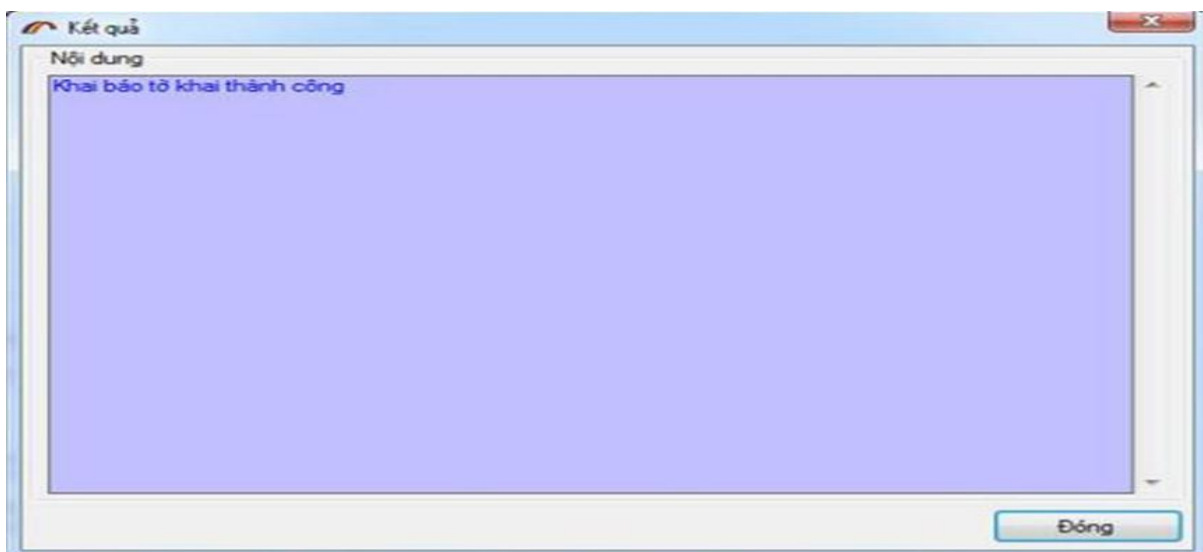 Kết quả
Nội dung
Khai báo tờ khai thành công
Đóng